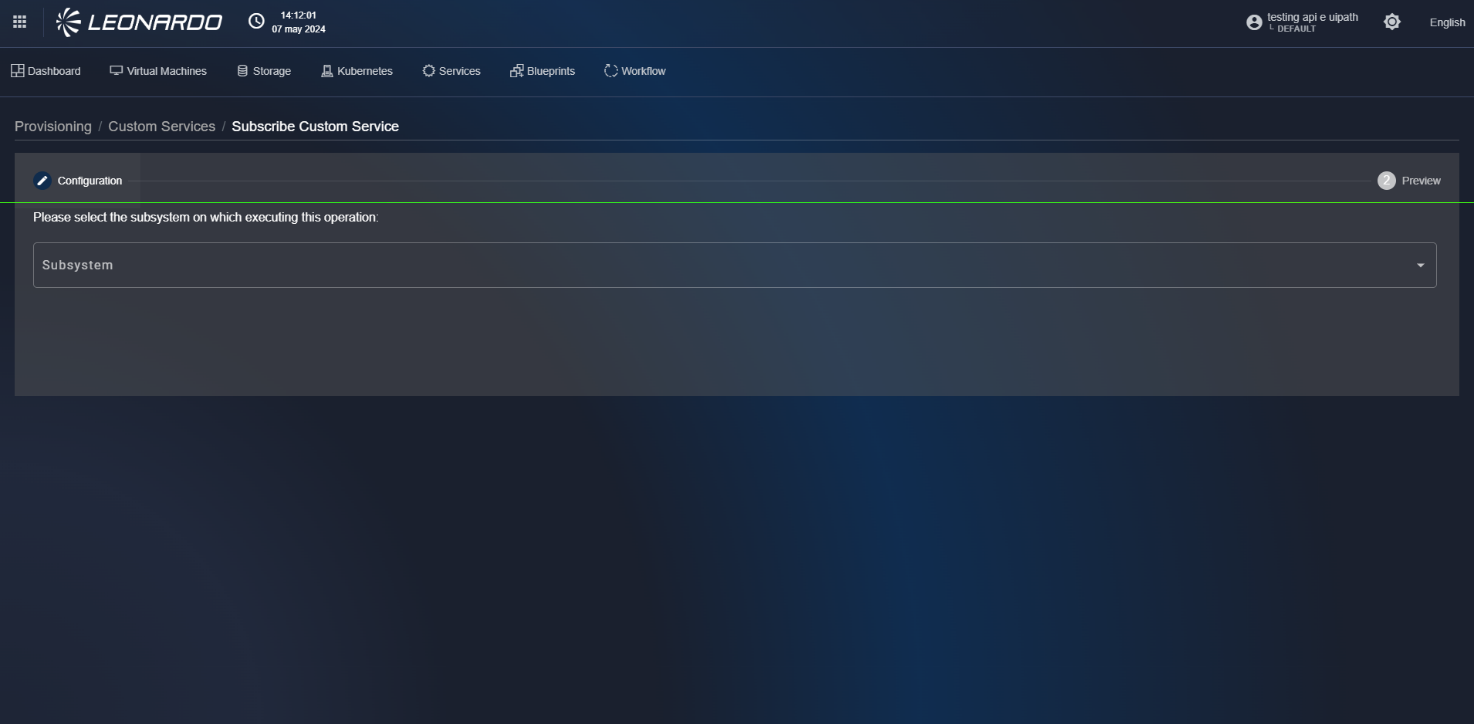 LEONARDO
14:12:01
07 may 2024
testing api e uipath
DEFAULT
English
Dashboard
Virtual Machines
Storage
Kubernetes
Services
Blueprints
Workflow
Provisioning / Custom Services / Subscribe Custom Service
Configuration
2 Preview
Please select the subsystem on which executing this operation:
Subsystem